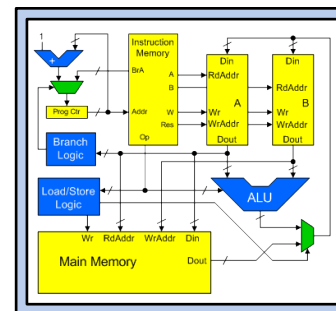 1
+
Instruction
Memory
BrA
A
B
Addr
W
Res
Op
Din
RdAddr
A
Wr
WrAddr
Dout
Din
RdAddr
B
Wr
WrAddr
Dout
Prog Ctr
Branch
Logic
Load/Store
Logic
ALU
Wr
RdAddr
WrAddr
Din
Dout
Main Memory